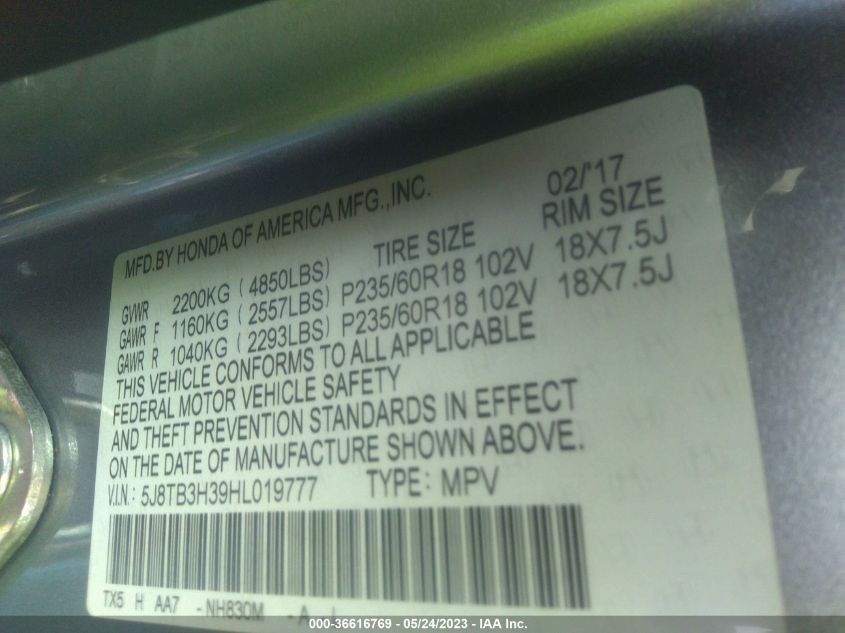 MFD.BY HONDA OF AMERICA MFG.,INC. 02/'17
TIRE SIZE RIM SIZE
GVWR 2200KG (4850LBS)
GAWR F 1160KG (2557LBS) P235/60R18 102V 18X7.5J
GAWR R 1040KG (2293LBS) P235/60R18 102V 18X7.5J
THIS VEHICLE CONFORMS TO ALL APPLICABLE
FEDERAL MOTOR VEHICLE SAFETY
AND THEFT PREVENTION STANDARDS IN EFFECT
ON THE DATE OF MANUFACTURE SHOWN ABOVE.
V.I.N.: 5J8TB3H39HL019777 TYPE: MPV
TX5 H AA7 -NH830M -A
000-36616769 - 05/24/2023 - IAA Inc.